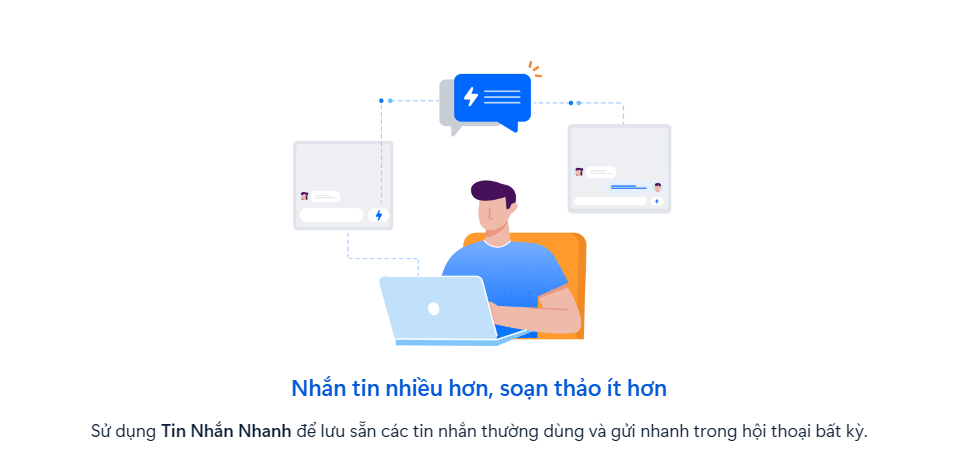 Nhắn tin nhiều hơn, soạn thảo ít hơn
Sử dụng Tin Nhắn Nhanh để lưu sẵn các tin nhắn thường dùng và gửi nhanh trong hội thoại bất kỳ.